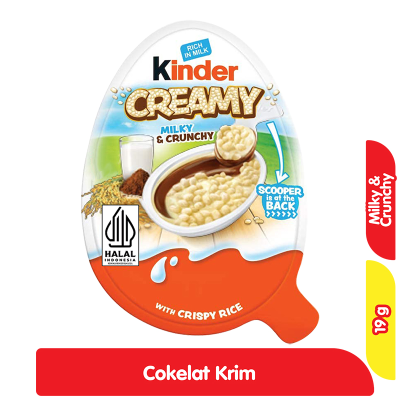 RICH
IN MILK
Kinder
CREAMY
MILKY
& CRUNCHY
SCOOPER
is at the
BACK
HALAL
INDONESIA
WITH CRISPY RICE
Milky &
Crunchy
19g
Cokelat Krim